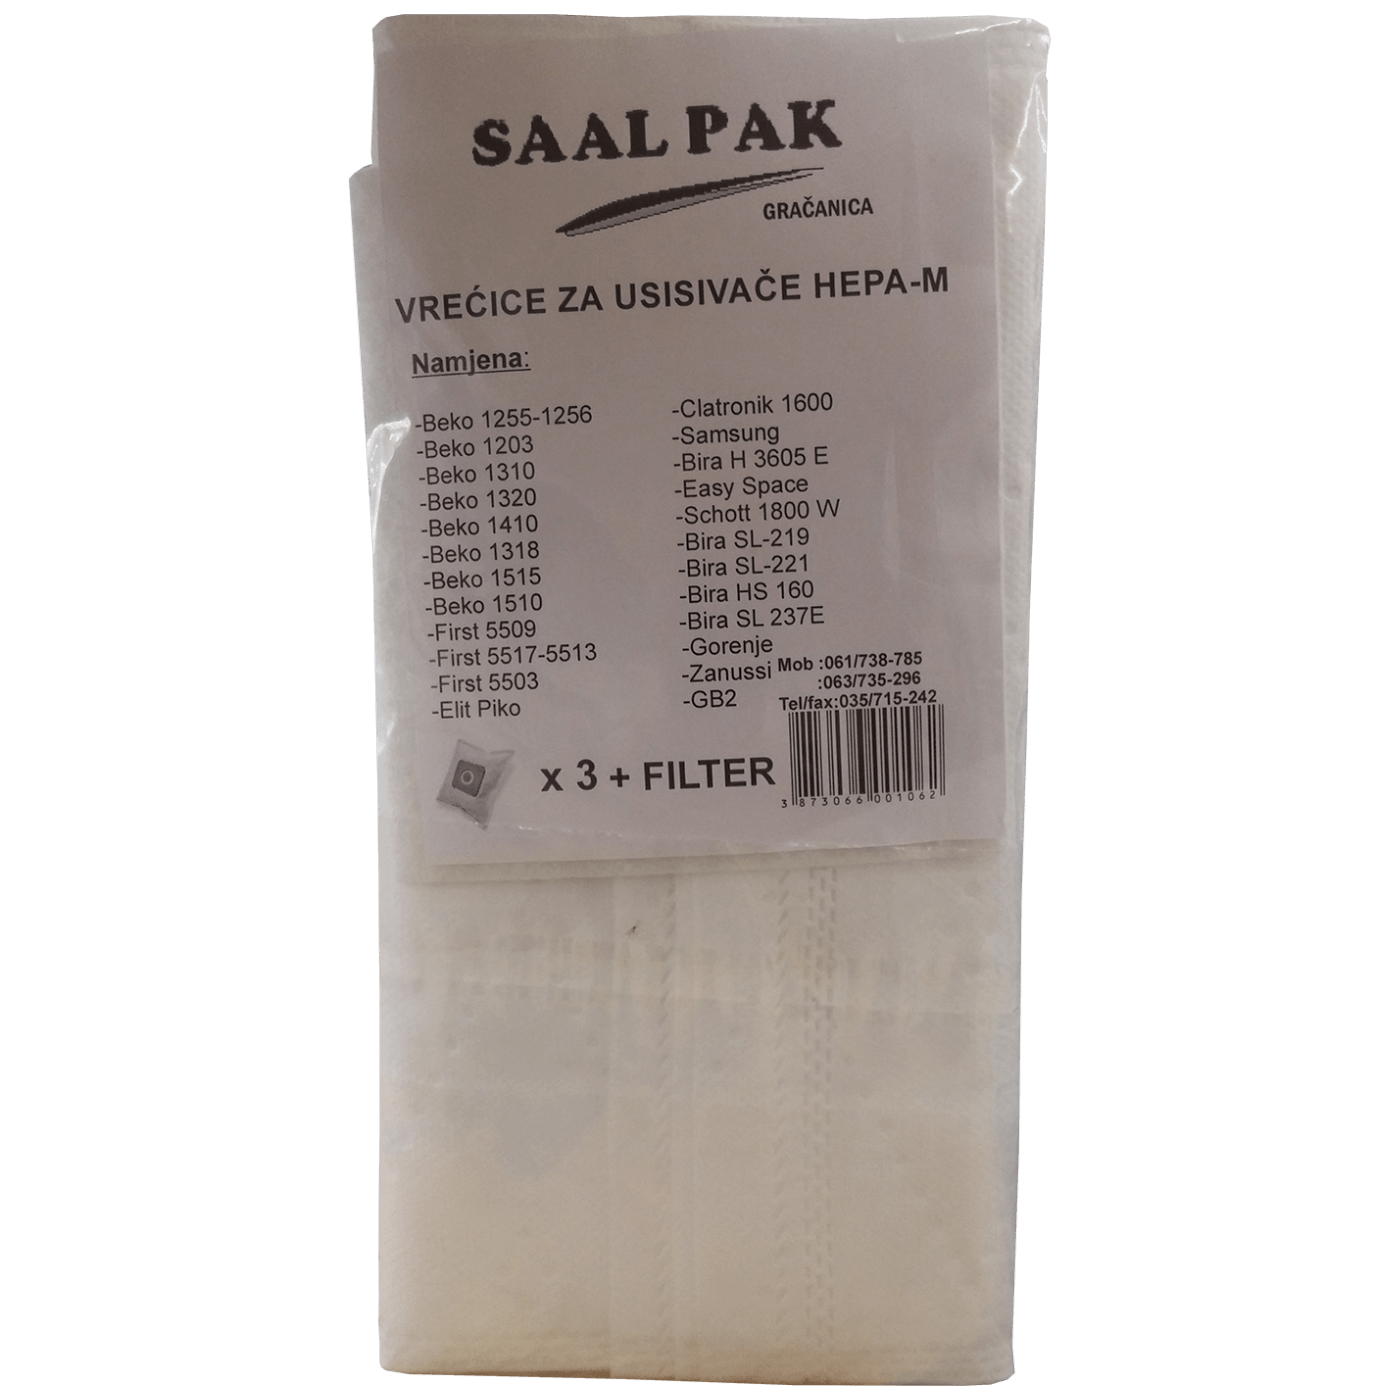 SAAL PAK
GRAČANICA
VREĆICE ZA USISIVAČE HEPA-M
Namjena:
-Beko 1255-1256
-Beko 1203
-Beko 1310
-Beko 1320
-Beko 1410
-Beko 1318
-Beko 1515
-Beko 1510
-First 5509
-First 5517-5513
-First 5503
-Elit Piko
-Clatronik 1600
-Samsung
-Bira H 3605 E
-Easy Space
-Schott 1800 W
-Bira SL-219
-Bira SL-221
-Bira HS 160
-Bira SL 237E
-Gorenje
-Zanussi
-GB2
Mob :061/738-785
:063/735-296
Tel/fax:035/715-242
x 3 + FILTER
3 873066 001062